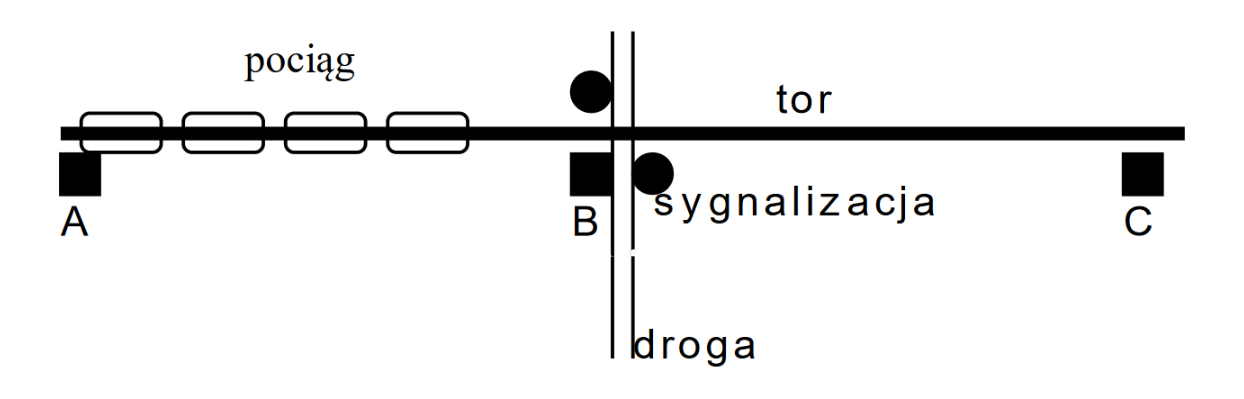 pociąg
tor
A
B
sygnalizacja
C
droga